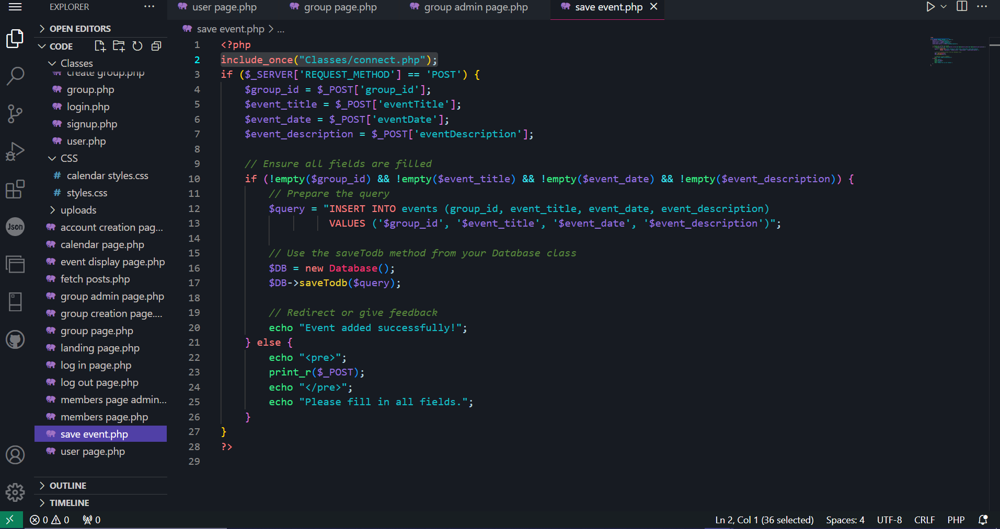 EXPLORER
user page.php
group page.php
group admin page.php
save event.php
OPEN EDITORS
CODE
Classes
create group.php
group.php
login.php
signup.php
user.php
CSS
# calendar styles.css
# styles.css
uploads
account creation pag...
calendar page.php
event display page.php
fetch posts.php
group admin page.php
group creation page....
group page.php
landing page.php
log in page.php
log out page.php
members page admin...
members page.php
save event.php
user page.php
OUTLINE
TIMELINE
Json
save event.php > ...
1 <?php
2 include_once("Classes/connect.php");
3 if ($_SERVER['REQUEST_METHOD'] == 'POST') {
4     $group_id = $_POST['group_id'];
5     $event_title = $_POST['eventTitle'];
6     $event_date = $_POST['eventDate'];
7     $event_description = $_POST['eventDescription'];
8
9     // Ensure all fields are filled
10     if (!empty($group_id) && !empty($event_title) && !empty($event_date) && !empty($event_description)) {
11         // Prepare the query
12         $query = "INSERT INTO events (group_id, event_title, event_date, event_description)
13                   VALUES ('$group_id', '$event_title', '$event_date', '$event_description')";
14
15         // Use the saveTodb method from your Database class
16         $DB = new Database();
17         $DB->saveTodb($query);
18
19         // Redirect or give feedback
20         echo "Event added successfully!";
21     } else {
22         echo "<pre>";
23         print_r($_POST);
24         echo "</pre>";
25         echo "Please fill in all fields.";
26     }
27 }
28 ?>
29
0 0 0
Ln 2, Col 1 (36 selected) Spaces: 4 UTF-8 CRLF PHP